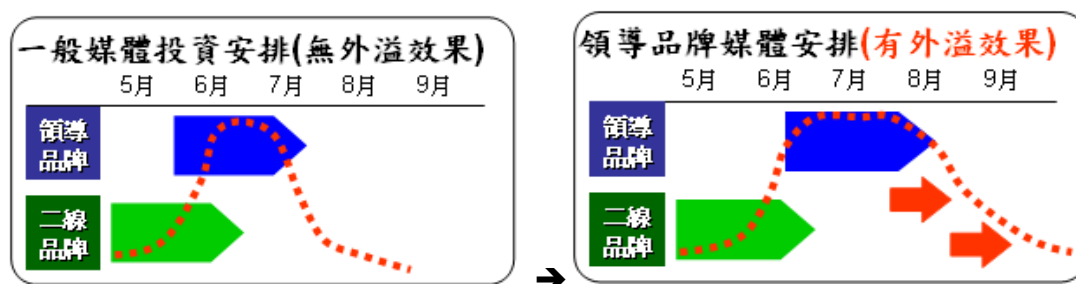 一般媒體投資安排(無外溢效果)
5月 6月 7月 8月 9月
領導
品牌
二線
品牌
領導品牌媒體安排(有外溢效果)
5月 6月 7月 8月 9月
領導
品牌
二線
品牌